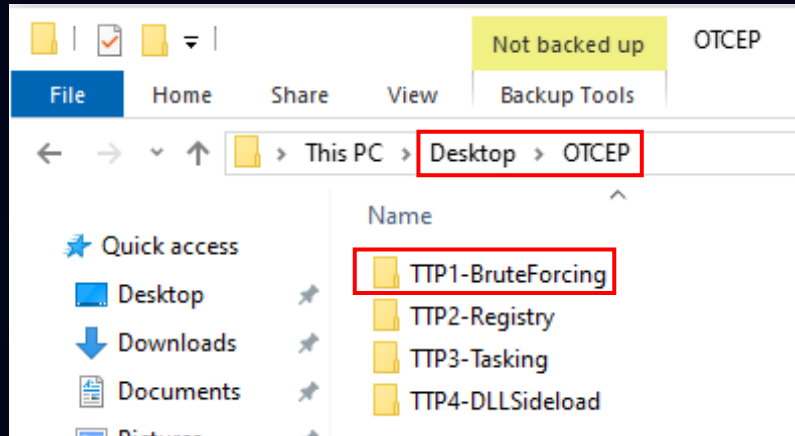 Not backed up OTCEP
File Home Share View Backup Tools
This PC > Desktop > OTCEP
Name
Quick access
Desktop
Downloads
Documents
TTP1-BruteForcing
TTP2-Registry
TTP3-Tasking
TTP4-DLLSideload